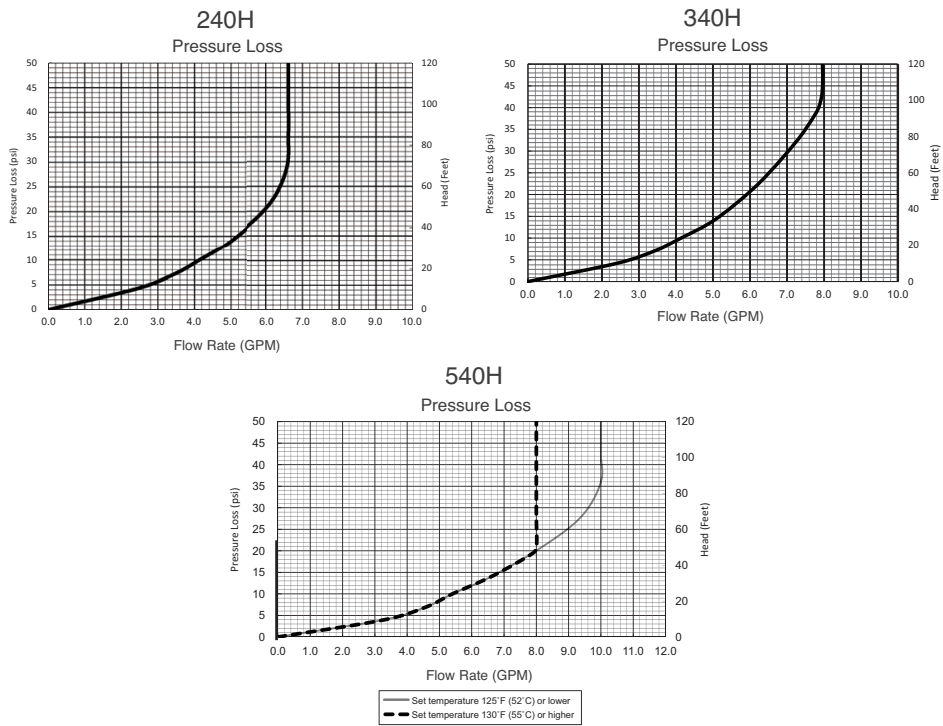 240H
Pressure Loss
50
45
40
35
30
25
20
15
10
5
0
Pressure Loss (psi)
120
100
80
60
40
20
0
Head (Feet)
0.0 1.0 2.0 3.0 4.0 5.0 6.0 7.0 8.0 9.0 10.0
Flow Rate (GPM)
340H
Pressure Loss
50
45
40
35
30
25
20
15
10
5
0
Pressure Loss (psi)
120
100
80
60
40
20
0
Head (Feet)
0.0 1.0 2.0 3.0 4.0 5.0 6.0 7.0 8.0 9.0 10.0
Flow Rate (GPM)
540H
Pressure Loss
50
45
40
35
30
25
20
15
10
5
0
Pressure Loss (psi)
120
100
80
60
40
20
0
Head (Feet)
0.0 1.0 2.0 3.0 4.0 5.0 6.0 7.0 8.0 9.0 10.0 11.0 12.0
Flow Rate (GPM)
Set temperature 125˚F (52˚C) or lower
Set temperature 130˚F (55˚C) or higher